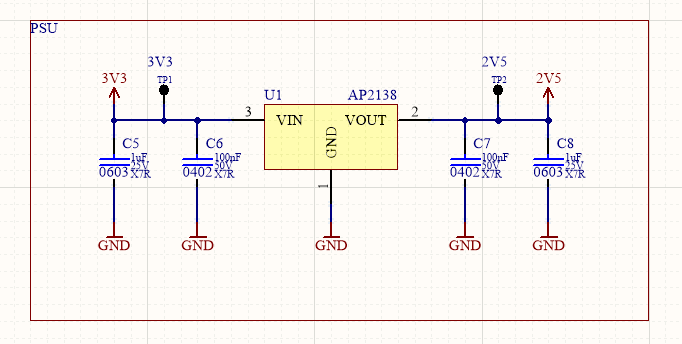 PSU
3V3
TP1
3V3
C5
1uF
25V
0603
X7R
C6
100nF
50V
0402
X7R
U1
AP2138
3
VIN
GND
VOUT
2
1
2V5
TP2
2V5
C7
100nF
50V
0402
X7R
C8
1uF
25V
0603
X7R
GND
GND
GND
GND
GND